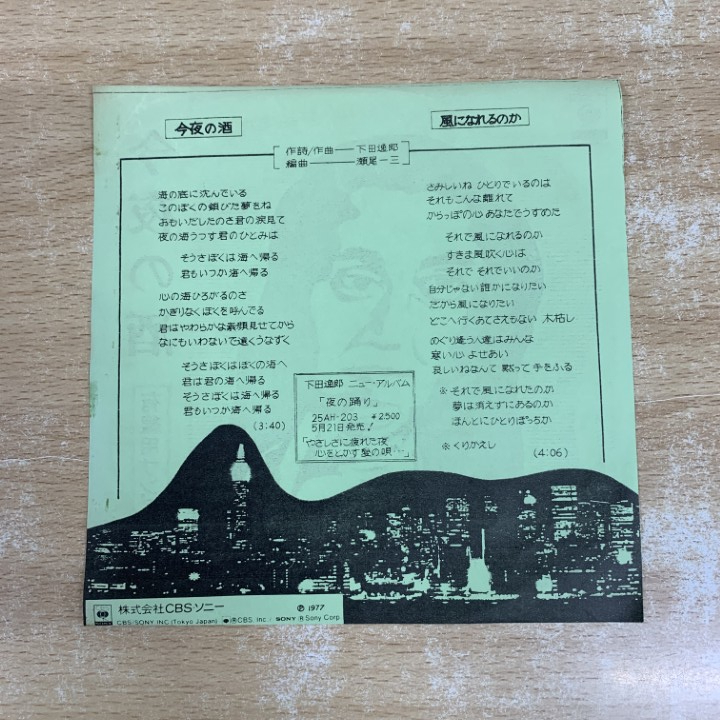 今夜の酒
風になれるのか
作詩/作曲──下田逸郎
編曲──瀬尾一三
海の底に沈んでいる
このぼくの錆びた夢をね
おもいだしたのさ君の涙見て
夜の海うつす君のひとみは
そうさぼくは海へ帰る
君もいつか海へ帰る
心の海ひろがるのさ
かぎりなくぼくを呼んでる
君はやわらかな素顔見せてから
なにもいわないで遠くうなずく
そうさぼくはぼくの海へ
君は君の海へ帰る
そうさぼくは海へ帰る
君もいつか海へ帰る
(3:40)
さみしいね ひとりでいるのは
それもこんな離れて
からっぽの心 あなたでうずめた
それで風になれるのか
すきま風吹く心は
それで それでいいのか
自分じゃない誰かになりたい
だから風になりたい
どこへ行くあてさえもない 木枯し
めぐり逢う人達はみんな
寒い心 よせあい
哀しいねなんて 黙って 手をふる
※ それで風になれたのか
夢は消えずにあるのか
ほんとにひとりぼっちか
※ くりかえし
(4:06)
下田逸郎 ニュー・アルバム
「夜の踊り」
25AH-203 ¥2,500
5月21日発売!
「やさしさに疲れた夜
心をとかす愛の唄…」
株式会社CBSソニー
℗ 1977
CBS/SONY INC.(Tokyo Japan) ®CBS, Inc./ SONY ® Sony Corp